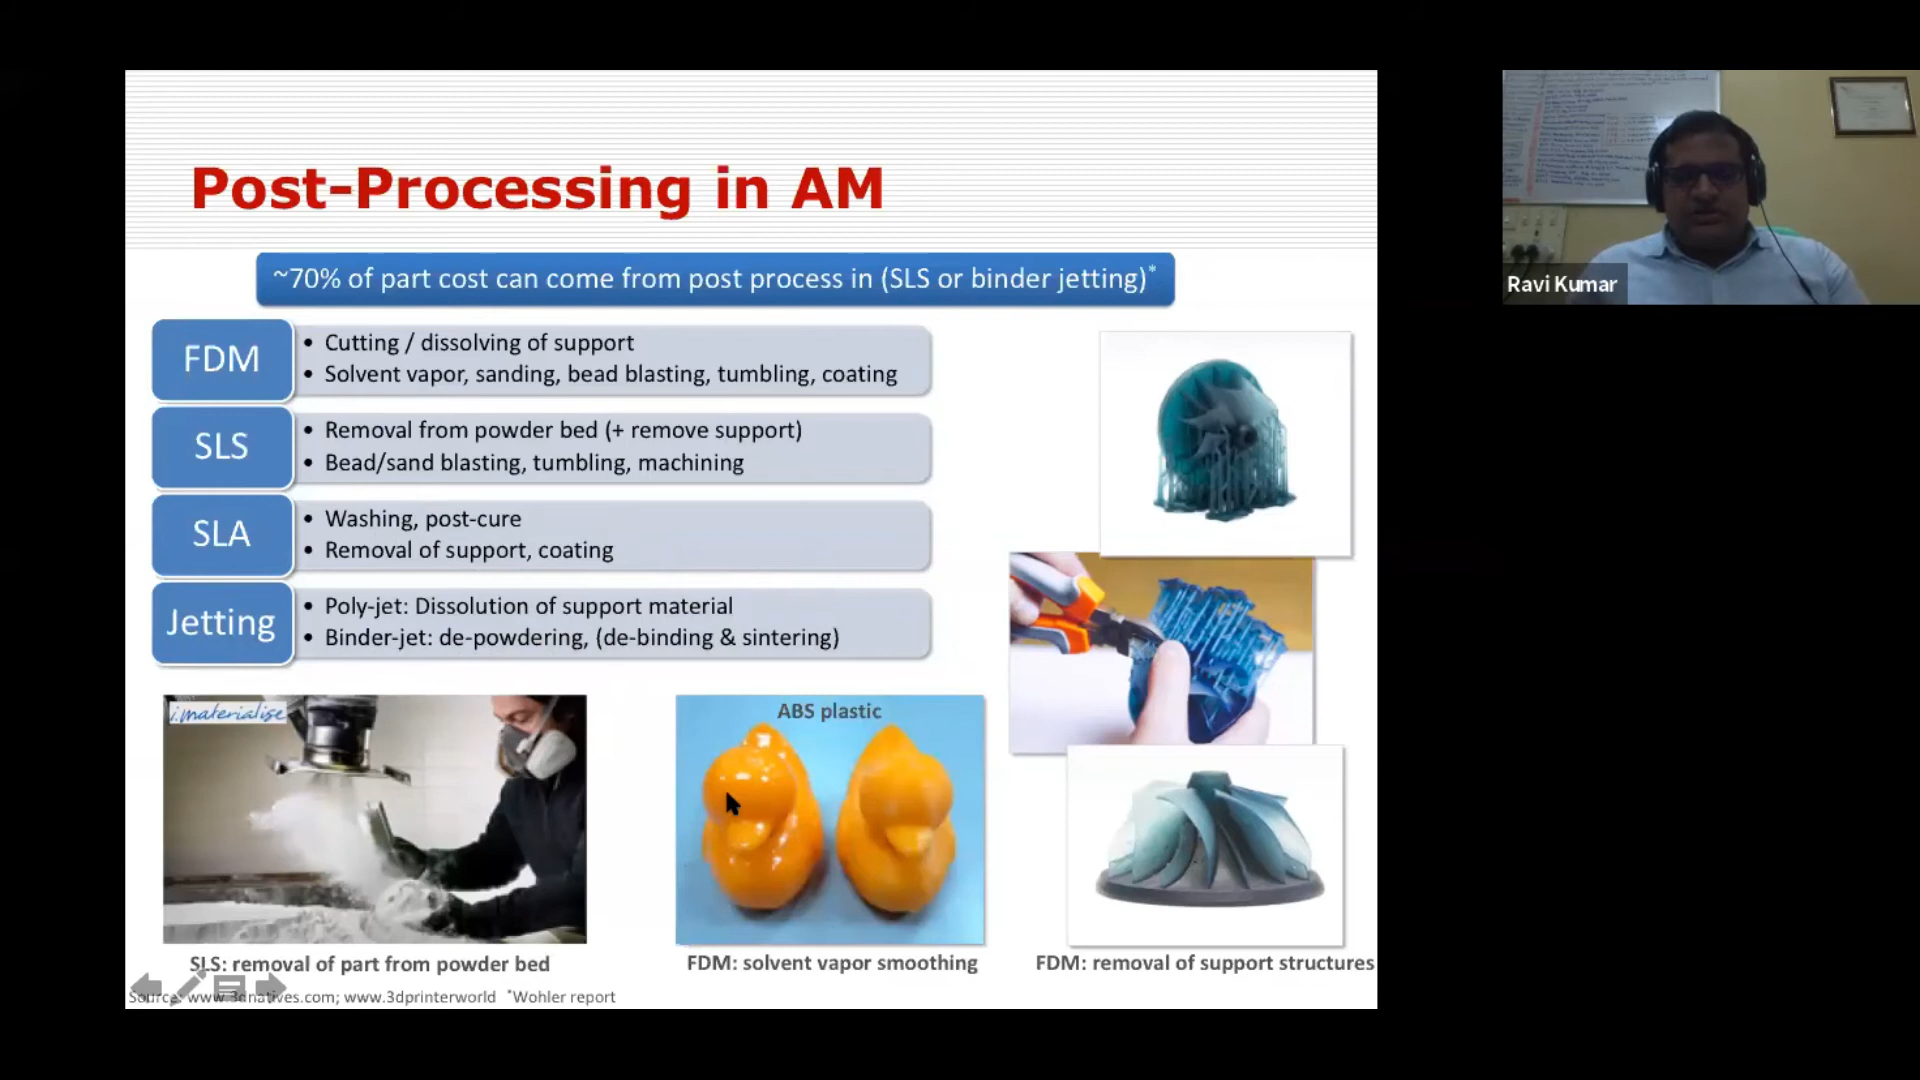 Post-Processing in AM
~70% of part cost can come from post process in (SLS or binder jetting)*
FDM
• Cutting / dissolving of support
• Solvent vapor, sanding, bead blasting, tumbling, coating
SLS
• Removal from powder bed (+ remove support)
• Bead/sand blasting, tumbling, machining
SLA
• Washing, post-cure
• Removal of support, coating
Jetting
• Poly-jet: Dissolution of support material
• Binder-jet: de-powdering, (de-binding & sintering)
i.materialise
ABS plastic
SLS: removal of part from powder bed
FDM: solvent vapor smoothing
FDM: removal of support structures
Source: www.3dnatives.com; www.3dprinterworld *Wohler report
Ravi Kumar